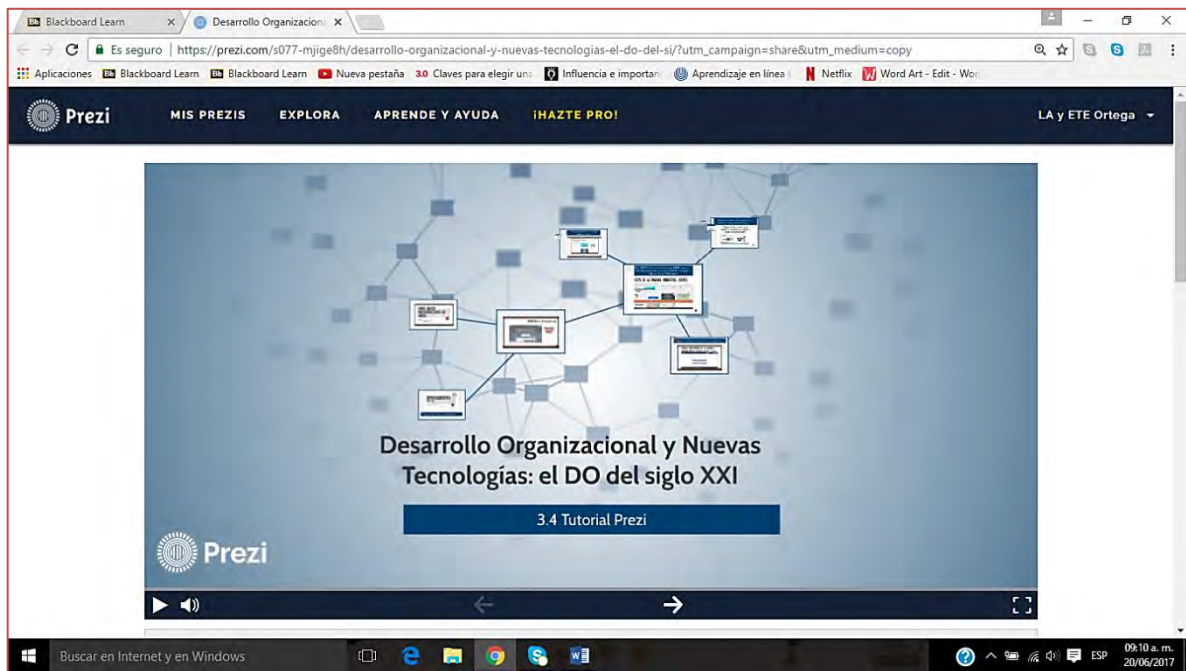 Blackboard Learn
Desarrollo Organizacion
Es seguro | https://prezi.com/s077-mjige8h/desarrollo-organizacional-y-nuevas-tecnologias-el-do-del-si/?utm_campaign=share&utm_medium=copy
Aplicaciones Blackboard Learn Blackboard Learn Nueva pestaña 3.0 Claves para elegir una Influencia e importan Aprendizaje en línea Netflix Word Art - Edit - Wor
Prezi MIS PREZIS EXPLORA APRENDE Y AYUDA ¡HAZTE PRO! LA y ETE Ortega
Desarrollo Organizacional y Nuevas
Tecnologías: el DO del siglo XXI
3.4 Tutorial Prezi
Prezi
Buscar en Internet y en Windows
ESP
09:10 a. m.
20/06/2017